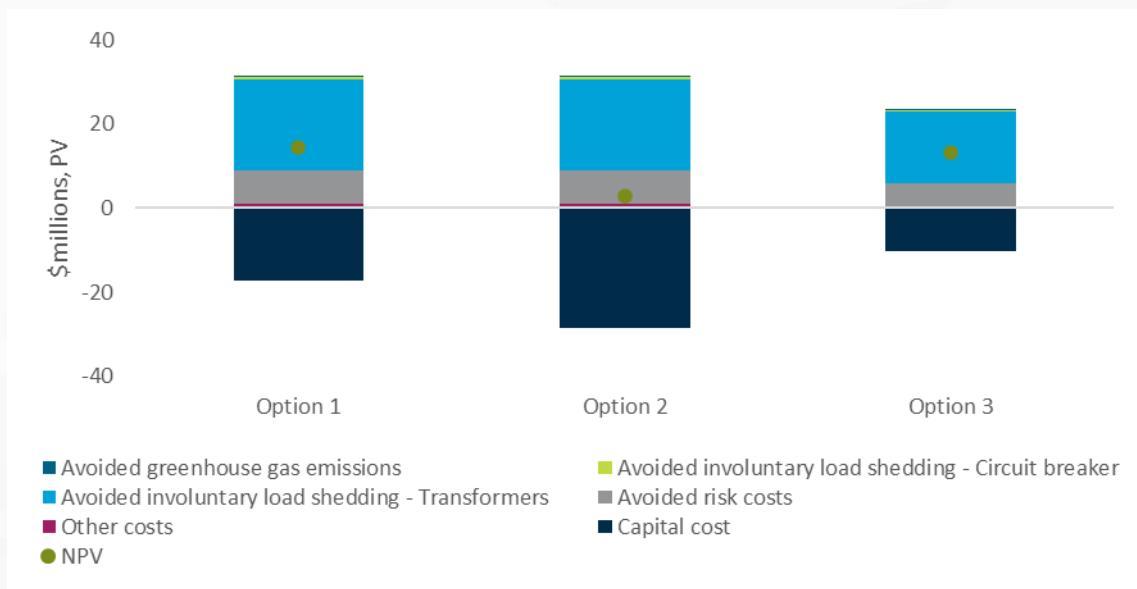 40
20
0
-20
-40
$millions, PV
Option 1 Option 2 Option 3
Avoided greenhouse gas emissions Avoided involuntary load shedding - Circuit breaker
Avoided involuntary load shedding - Transformers Avoided risk costs
Other costs Capital cost
NPV